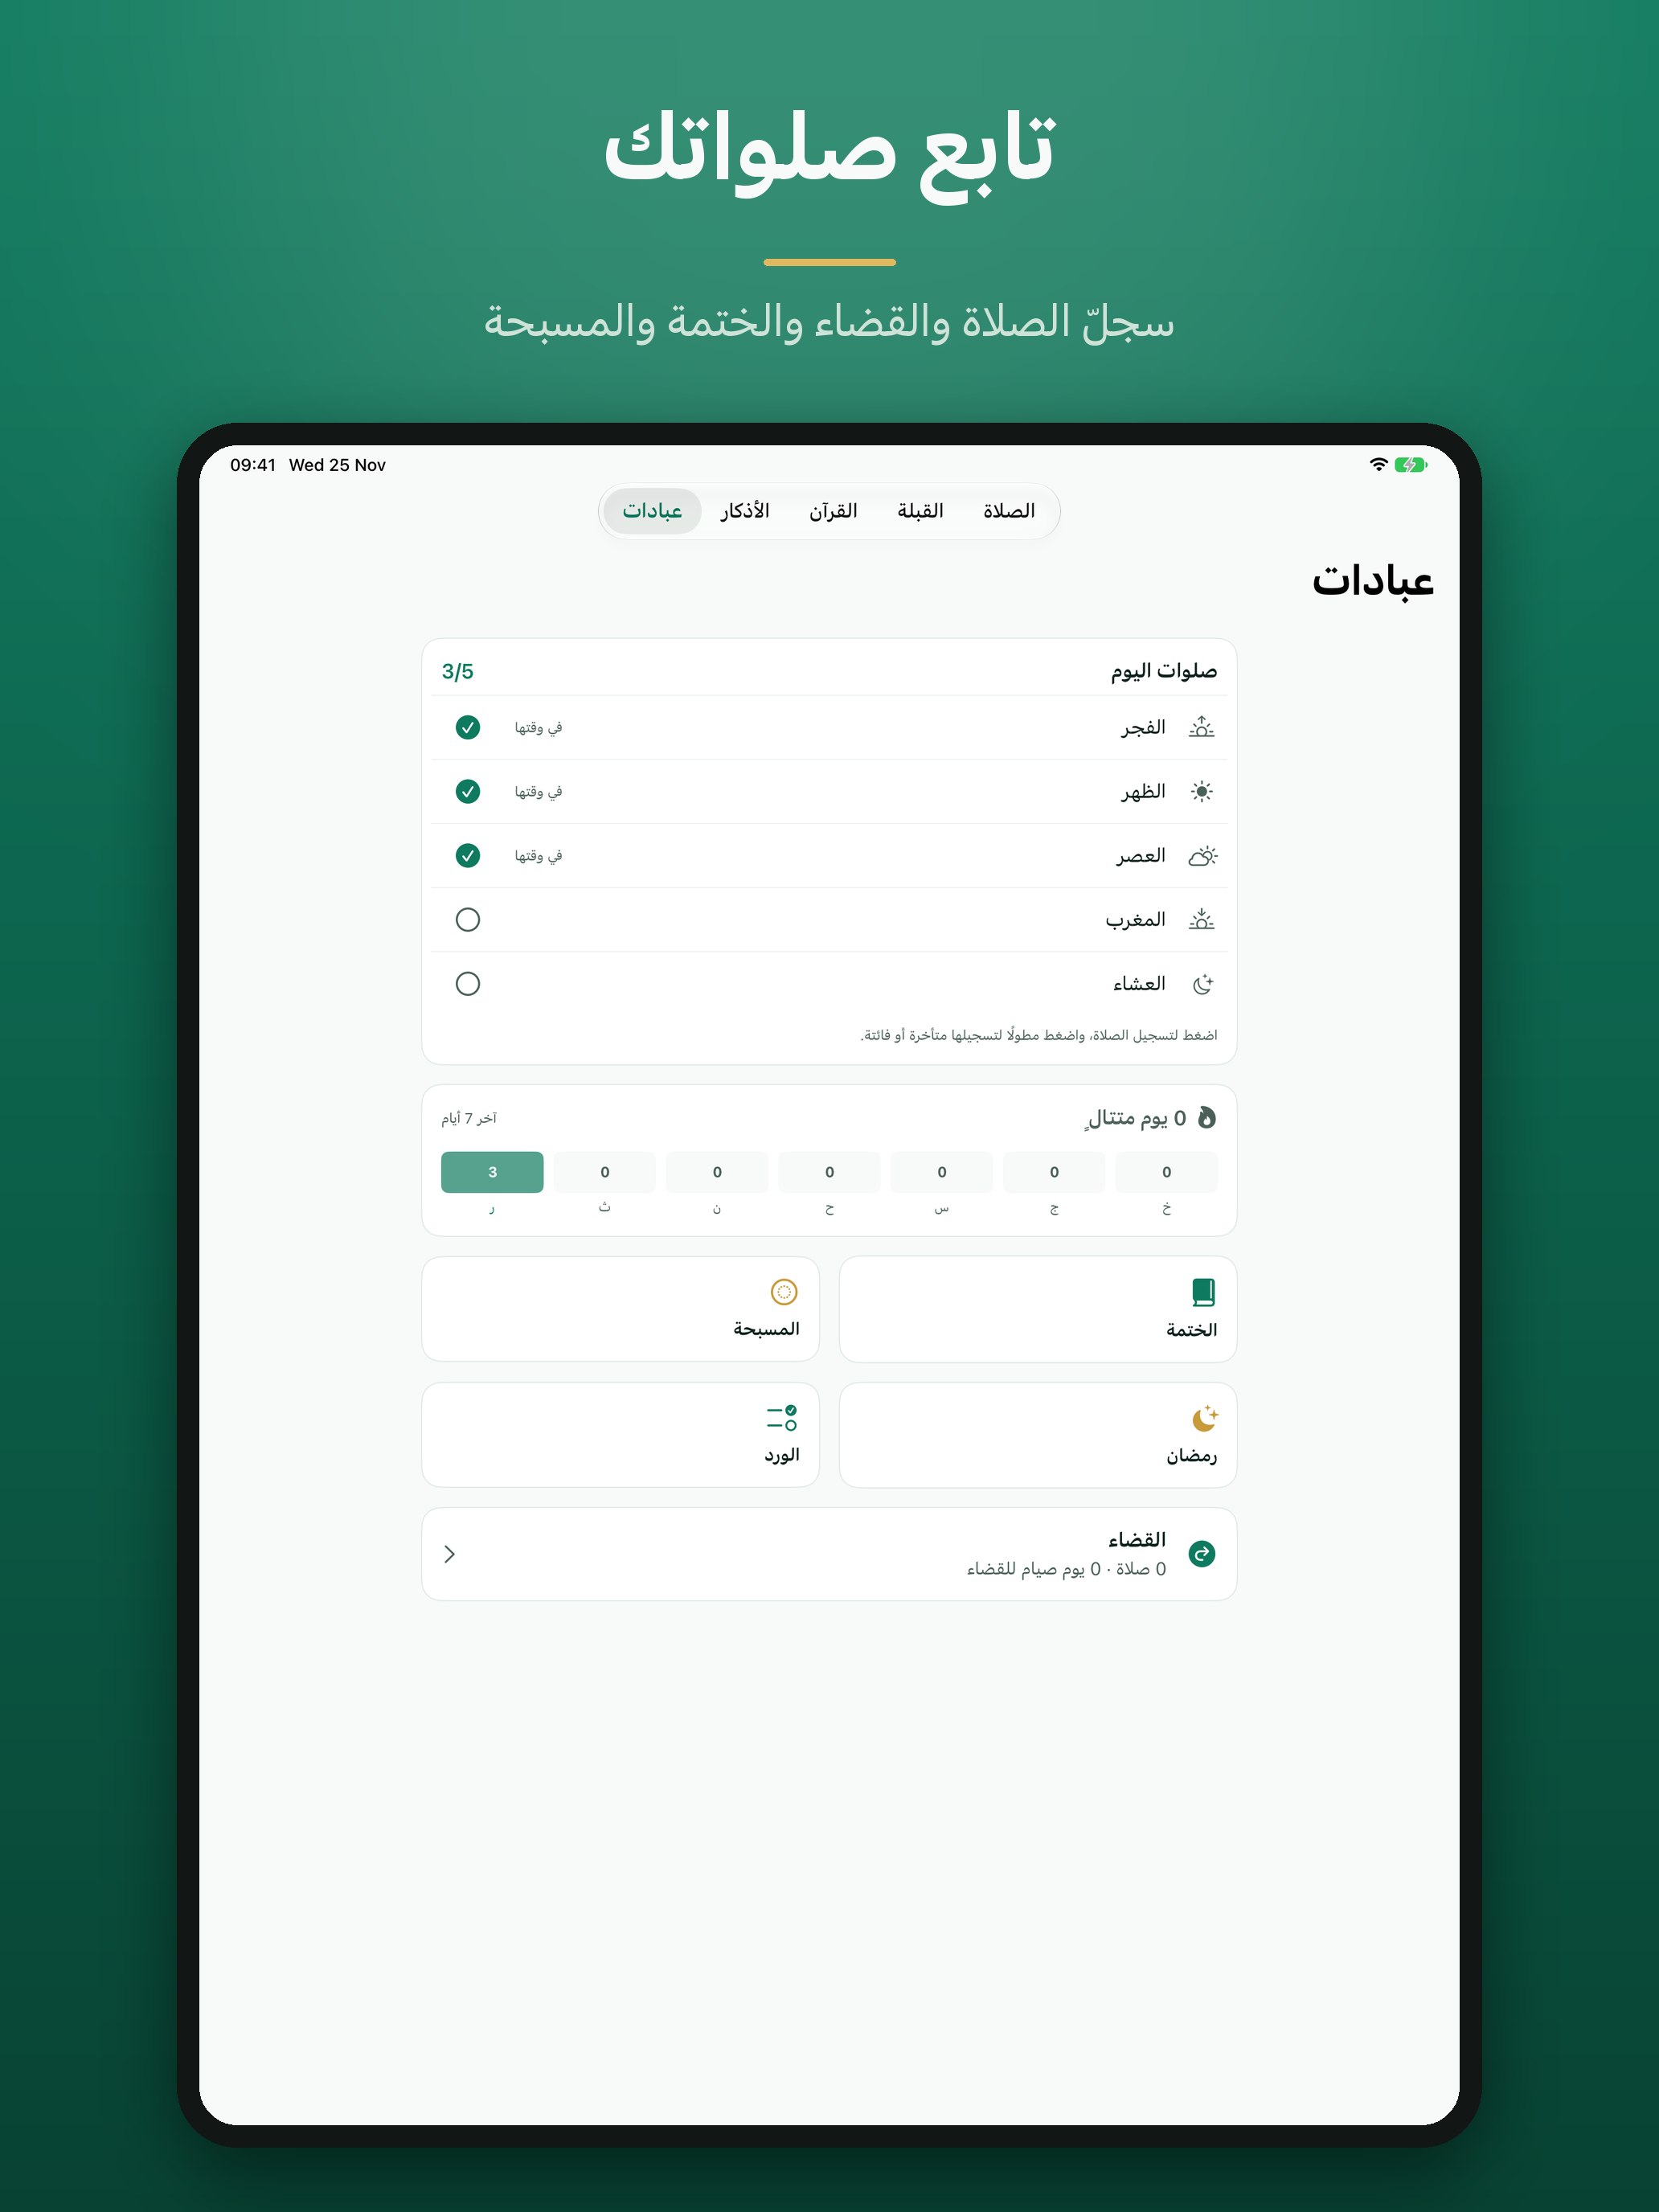 تابع صلواتك
سجلّ الصلاة والقضاء والختمة والمسبحة
09:41 Wed 25 Nov
الصلاة القبلة القرآن الأذكار عبادات
عبادات
صلوات اليوم 3/5
الفجر في وقتها
الظهر في وقتها
العصر في وقتها
المغرب
العشاء
اضغط لتسجيل الصلاة، واضغط مطولًا لتسجيلها متأخرة أو فائتة.
0 يوم متتالٍ آخر 7 أيام
0 0 0 0 0 0 3
خ ج س ح ن ث ر
الختمة المسبحة
رمضان الورد
القضاء
0 صلاة · 0 يوم صيام للقضاء